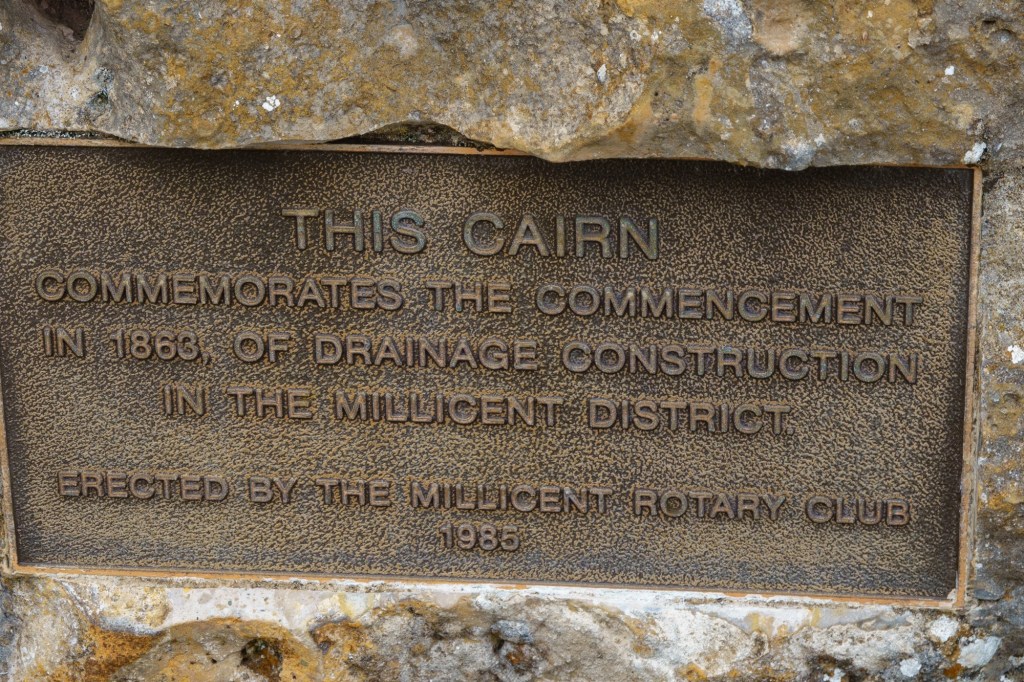 THIS CAIRN
COMMEMORATES THE COMMENCEMENT
IN 1863, OF DRAINAGE CONSTRUCTION
IN THE MILLICENT DISTRICT.
ERECTED BY THE MILLICENT ROTARY CLUB
1985